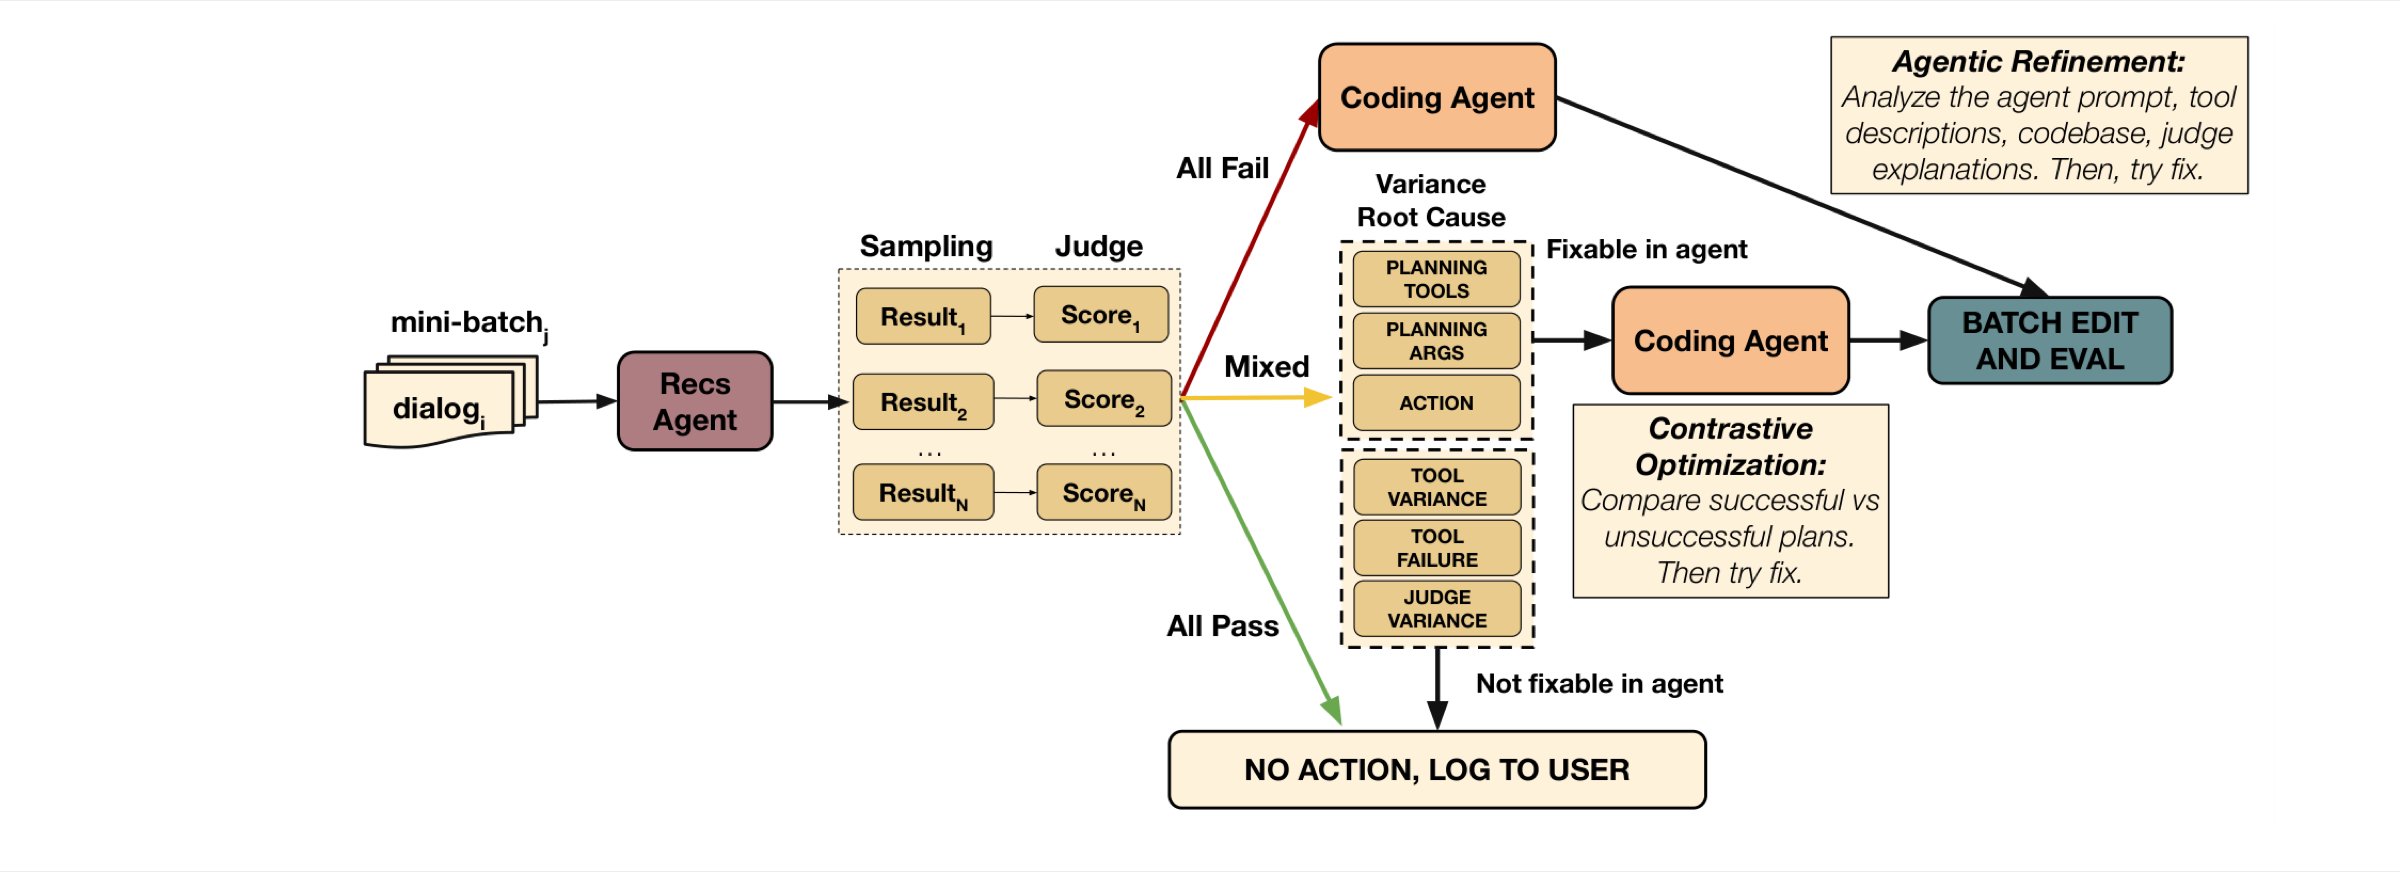 mini-batchj
dialogi
Recs
Agent
Sampling
Judge
Result1
Score1
Result2
Score2
...
...
ResultN
ScoreN
All Fail
Mixed
All Pass
Coding Agent
Variance
Root Cause
PLANNING
TOOLS
PLANNING
ARGS
ACTION
TOOL
VARIANCE
TOOL
FAILURE
JUDGE
VARIANCE
Fixable in agent
Not fixable in agent
NO ACTION, LOG TO USER
Coding Agent
Contrastive
Optimization:
Compare successful vs
unsuccessful plans.
Then try fix.
Agentic Refinement:
Analyze the agent prompt, tool
descriptions, codebase, judge
explanations. Then, try fix.
BATCH EDIT
AND EVAL